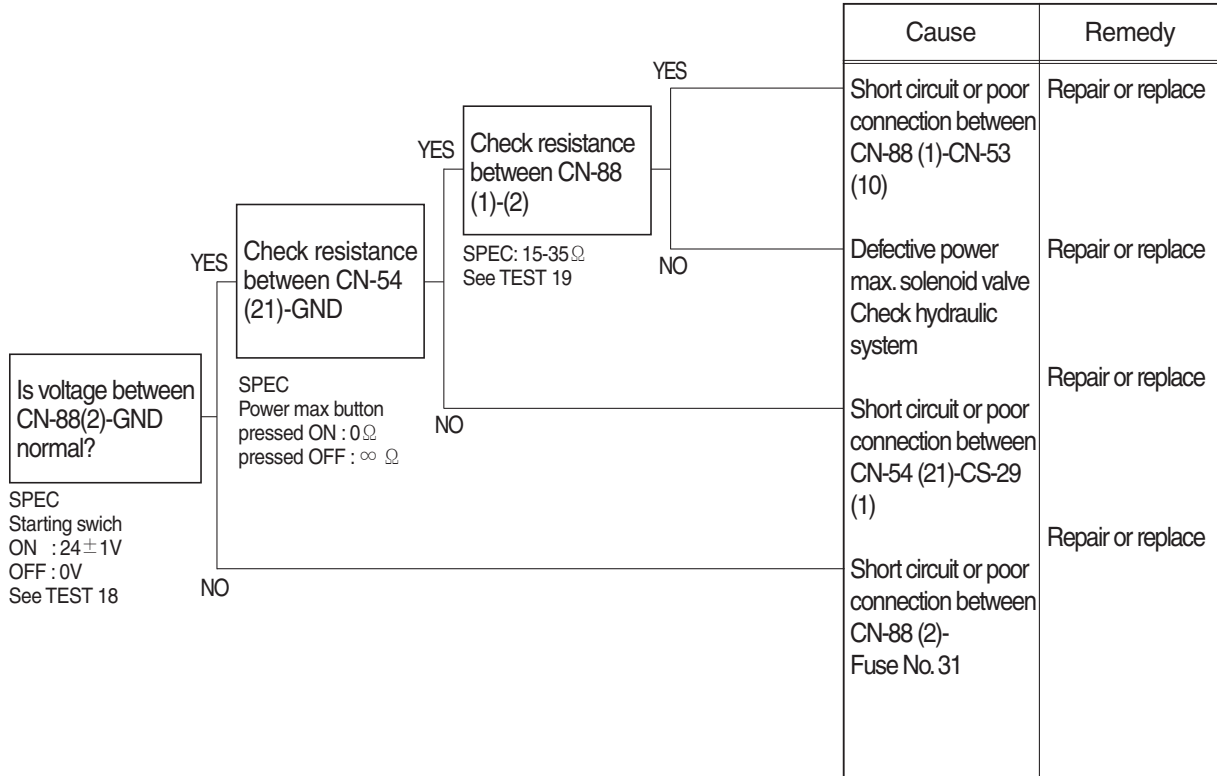 Cause
Remedy
YES
Short circuit or poor
connection between
CN-88 (1)-CN-53
(10)
Repair or replace
YES
Check resistance
between CN-88
(1)-(2)
SPEC: 15-35Ω
See TEST 19
NO
Defective power
max. solenoid valve
Check hydraulic
system
Repair or replace
YES
Check resistance
between CN-54
(21)-GND
SPEC
Power max button
pressed ON : 0Ω
pressed OFF : ∞ Ω
NO
Short circuit or poor
connection between
CN-54 (21)-CS-29
(1)
Repair or replace
Is voltage between
CN-88(2)-GND
normal?
SPEC
Starting swich
ON : 24±1V
OFF : 0V
See TEST 18
NO
Short circuit or poor
connection between
CN-88 (2)-
Fuse No. 31
Repair or replace